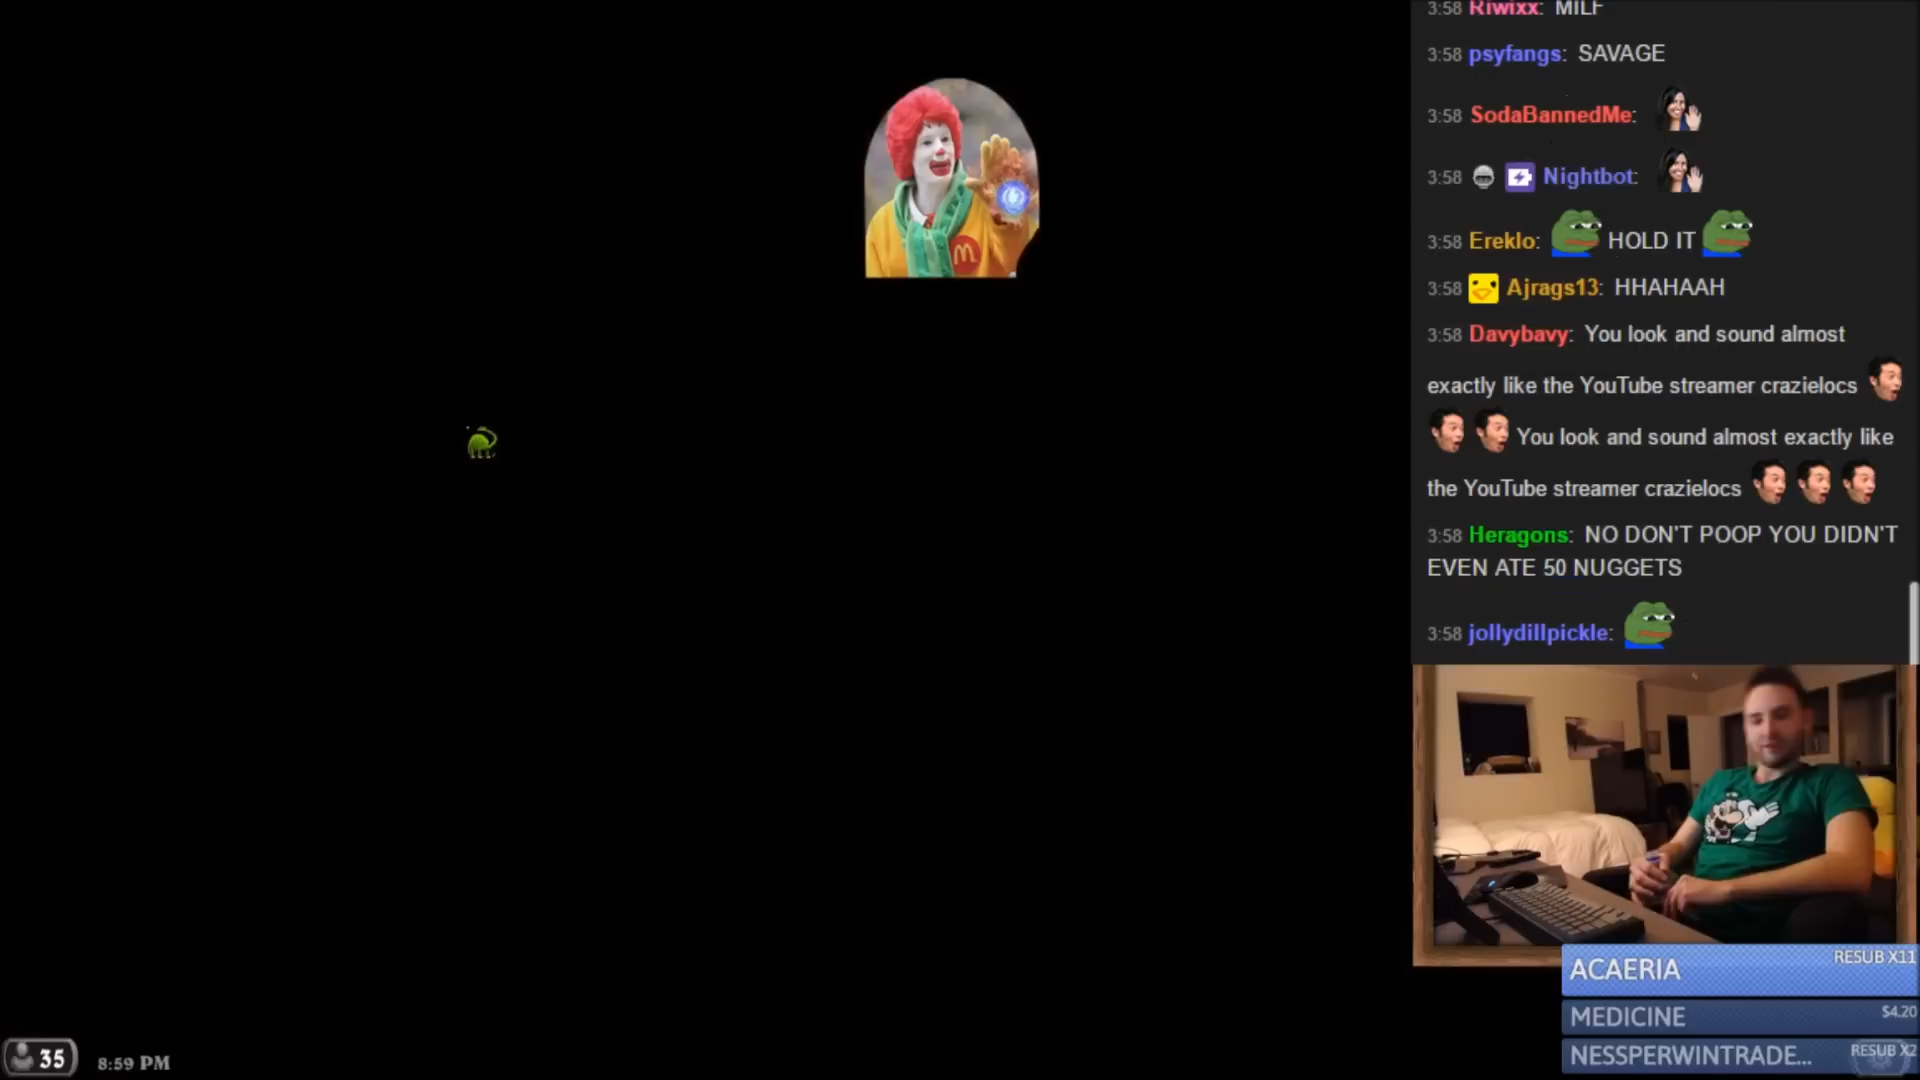 3:58 Riwixx: MILF
3:58 psyfangs: SAVAGE
3:58 SodaBannedMe:
3:58 Nightbot:
3:58 Ereklo: HOLD IT
3:58 Ajrags13: HHAHAAH
3:58 Davybavy: You look and sound almost
exactly like the YouTube streamer crazielocs
You look and sound almost exactly like
the YouTube streamer crazielocs
3:58 Heragons: NO DON'T POOP YOU DIDN'T
EVEN ATE 50 NUGGETS
3:58 jollydillpickle:
M
ACAERIA RESUB X11
MEDICINE $4.20
NESSPERWINTRADE... RESUB X2
35 8:59 PM